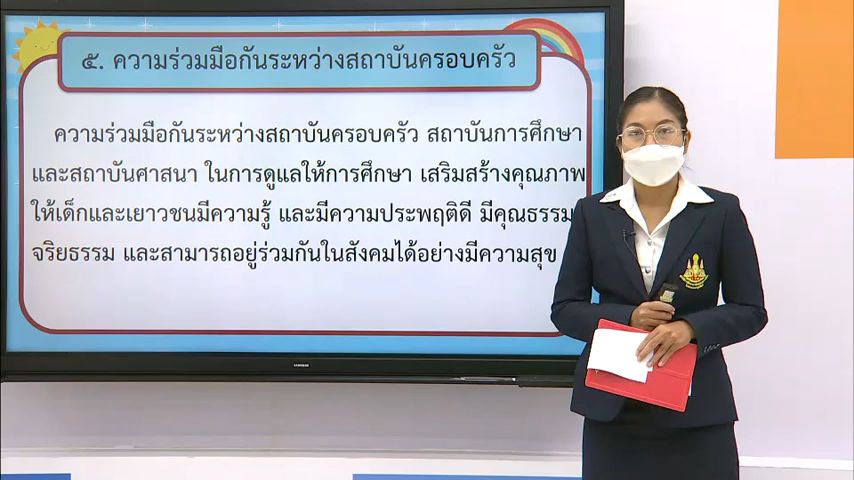 ๕. ความร่วมมือกันระหว่างสถาบันครอบครัว
ความร่วมมือกันระหว่างสถาบันครอบครัว สถาบันการศึกษา
และสถาบันศาสนา ในการดูแลให้การศึกษา เสริมสร้างคุณภาพ
ให้เด็กและเยาวชนมีความรู้ และมีความประพฤติดี มีคุณธรรม
จริยธรรม และสามารถอยู่ร่วมกันในสังคมได้อย่างมีความสุข
SAMSUNG